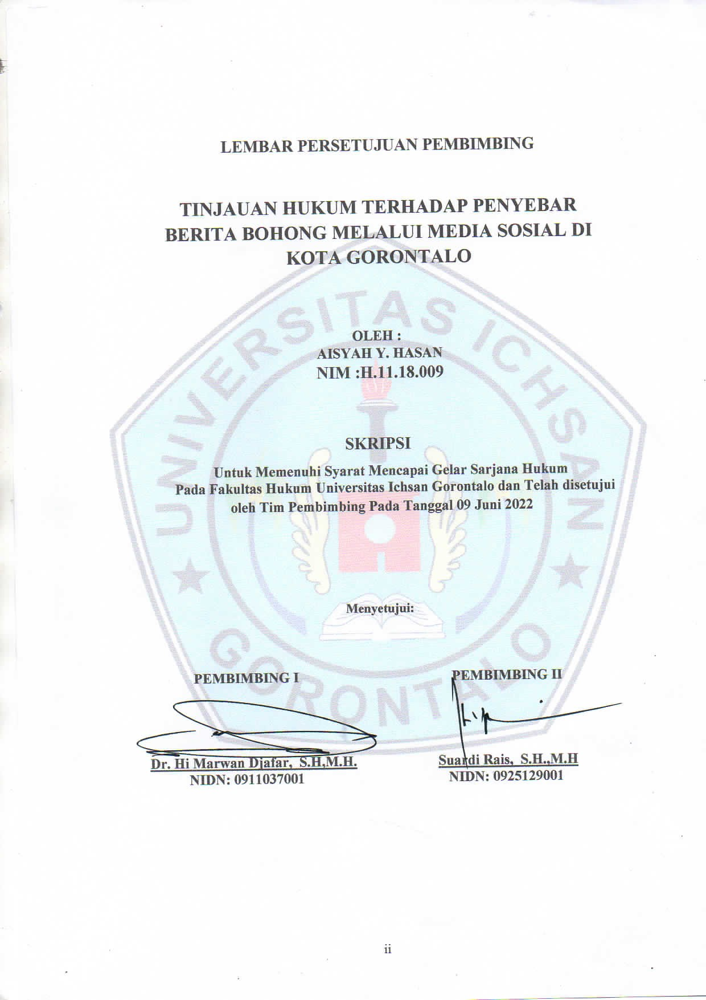 LEMBAR PERSETUJUAN PEMBIMBING
TINJAUAN HUKUM TERHADAP PENYEBAR
BERITA BOHONG MELALUI MEDIA SOSIAL DI
KOTA GORONTALO
OLEH :
AISYAH Y. HASAN
NIM :H.11.18.009
SKRIPSI
Untuk Memenuhi Syarat Mencapai Gelar Sarjana Hukum
Pada Fakultas Hukum Universitas Ichsan Gorontalo dan Telah disetujui
oleh Tim Pembimbing Pada Tanggal 09 Juni 2022
UNIVERSITAS ICHSAN
GORONTALO
Menyetujui:
PEMBIMBING I
PEMBIMBING II
Dr. Hi Marwan Djafar, S.H,M.H.
NIDN: 0911037001
Suardi Rais, S.H.,M.H
NIDN: 0925129001
ii